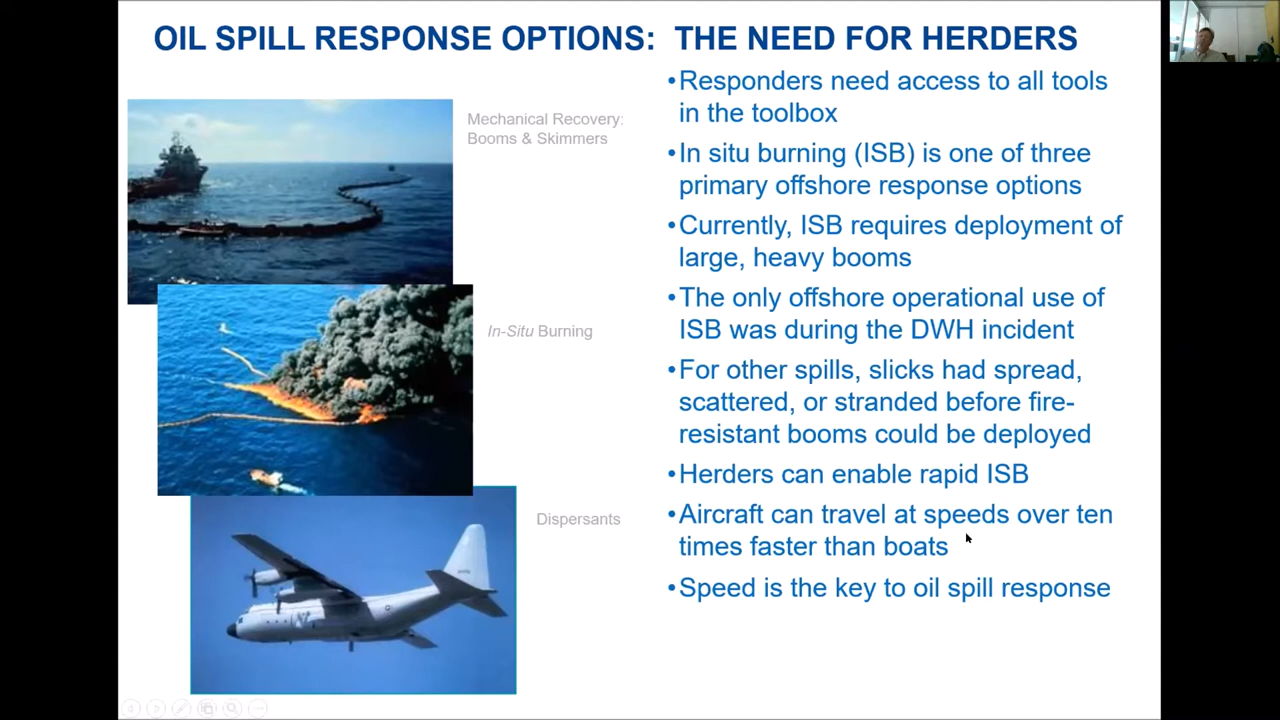 OIL SPILL RESPONSE OPTIONS: THE NEED FOR HERDERS
Mechanical Recovery:
Booms & Skimmers
In-Situ Burning
Dispersants
•Responders need access to all tools
in the toolbox
•In situ burning (ISB) is one of three
primary offshore response options
•Currently, ISB requires deployment of
large, heavy booms
•The only offshore operational use of
ISB was during the DWH incident
•For other spills, slicks had spread,
scattered, or stranded before fire-
resistant booms could be deployed
•Herders can enable rapid ISB
•Aircraft can travel at speeds over ten
times faster than boats
•Speed is the key to oil spill response